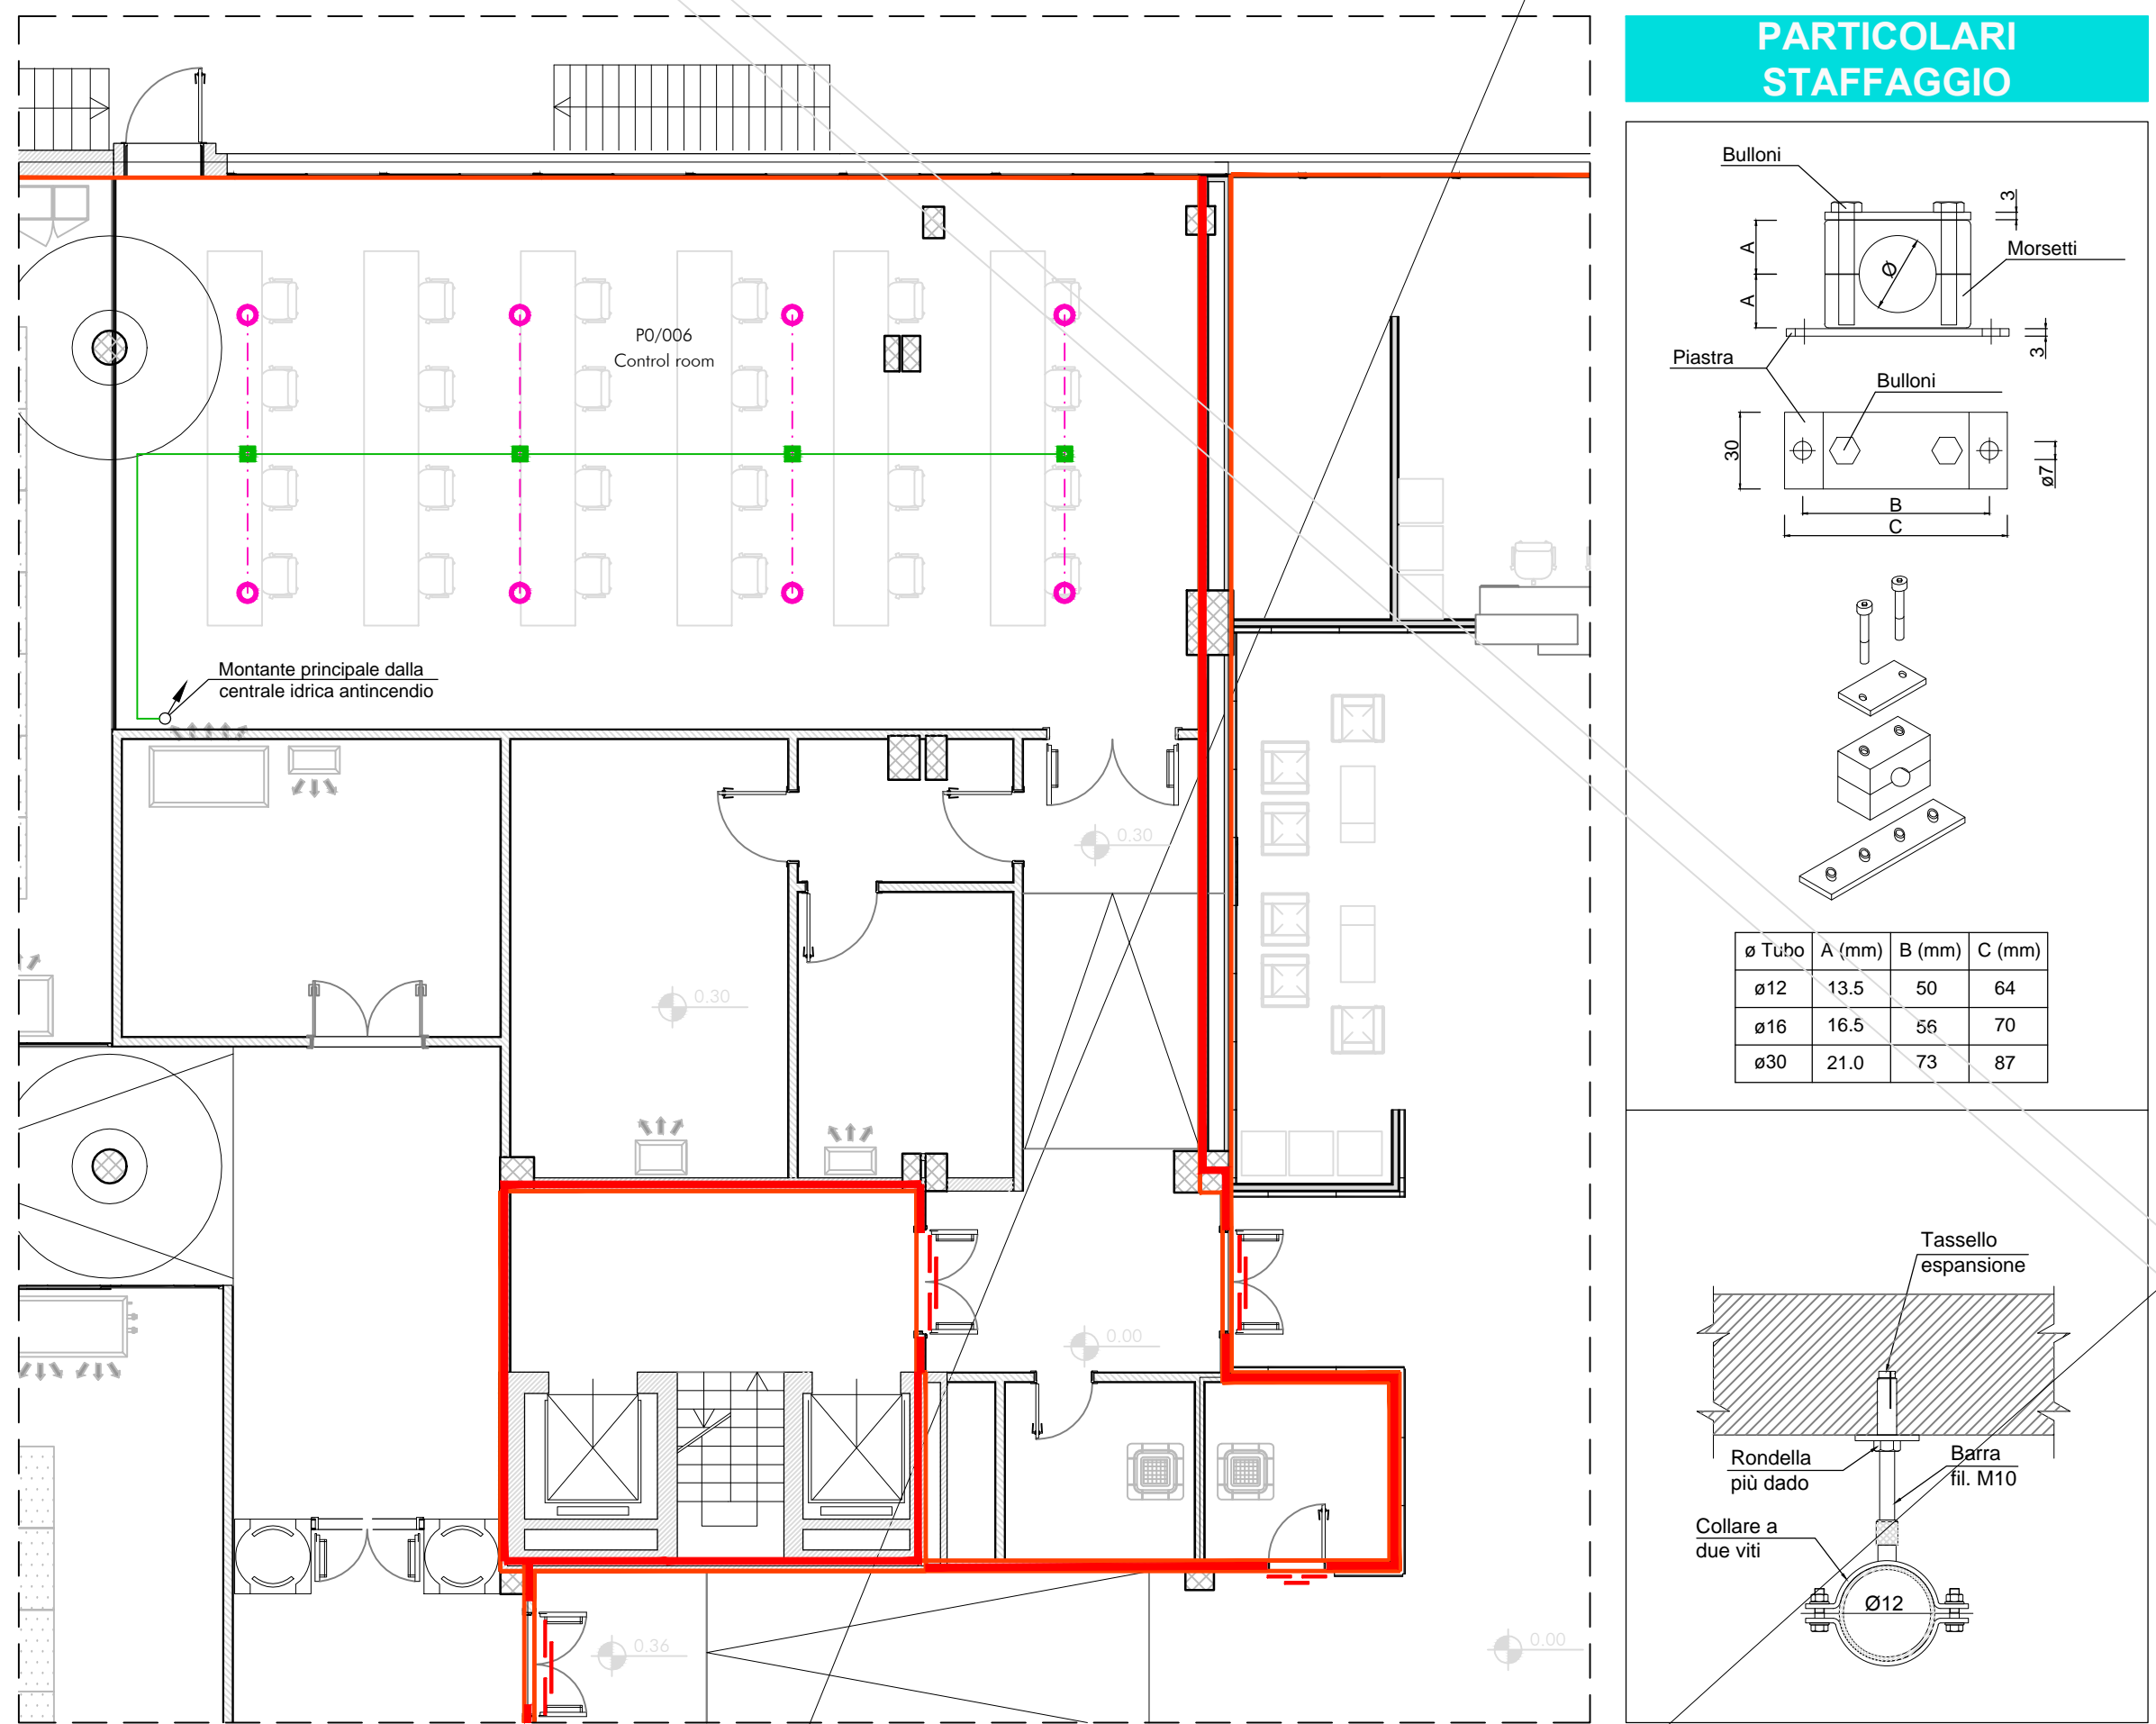 PARTICOLARI
STAFFAGGIO
P0/006
Control room
Montante principale dalla
centrale idrica antincendio
0.30
0.30
0.00
0.36
0.00
Bulloni
3
A
Morsetti
Ø
A
Piastra
3
Bulloni
30
ø7
B
C
ø Tubo A (mm) B (mm) C (mm)
ø12 13.5 50 64
ø16 16.5 56 70
ø30 21.0 73 87
Tassello
espansione
Rondella
più dado
Barra
fil. M10
Collare a
due viti
Ø12